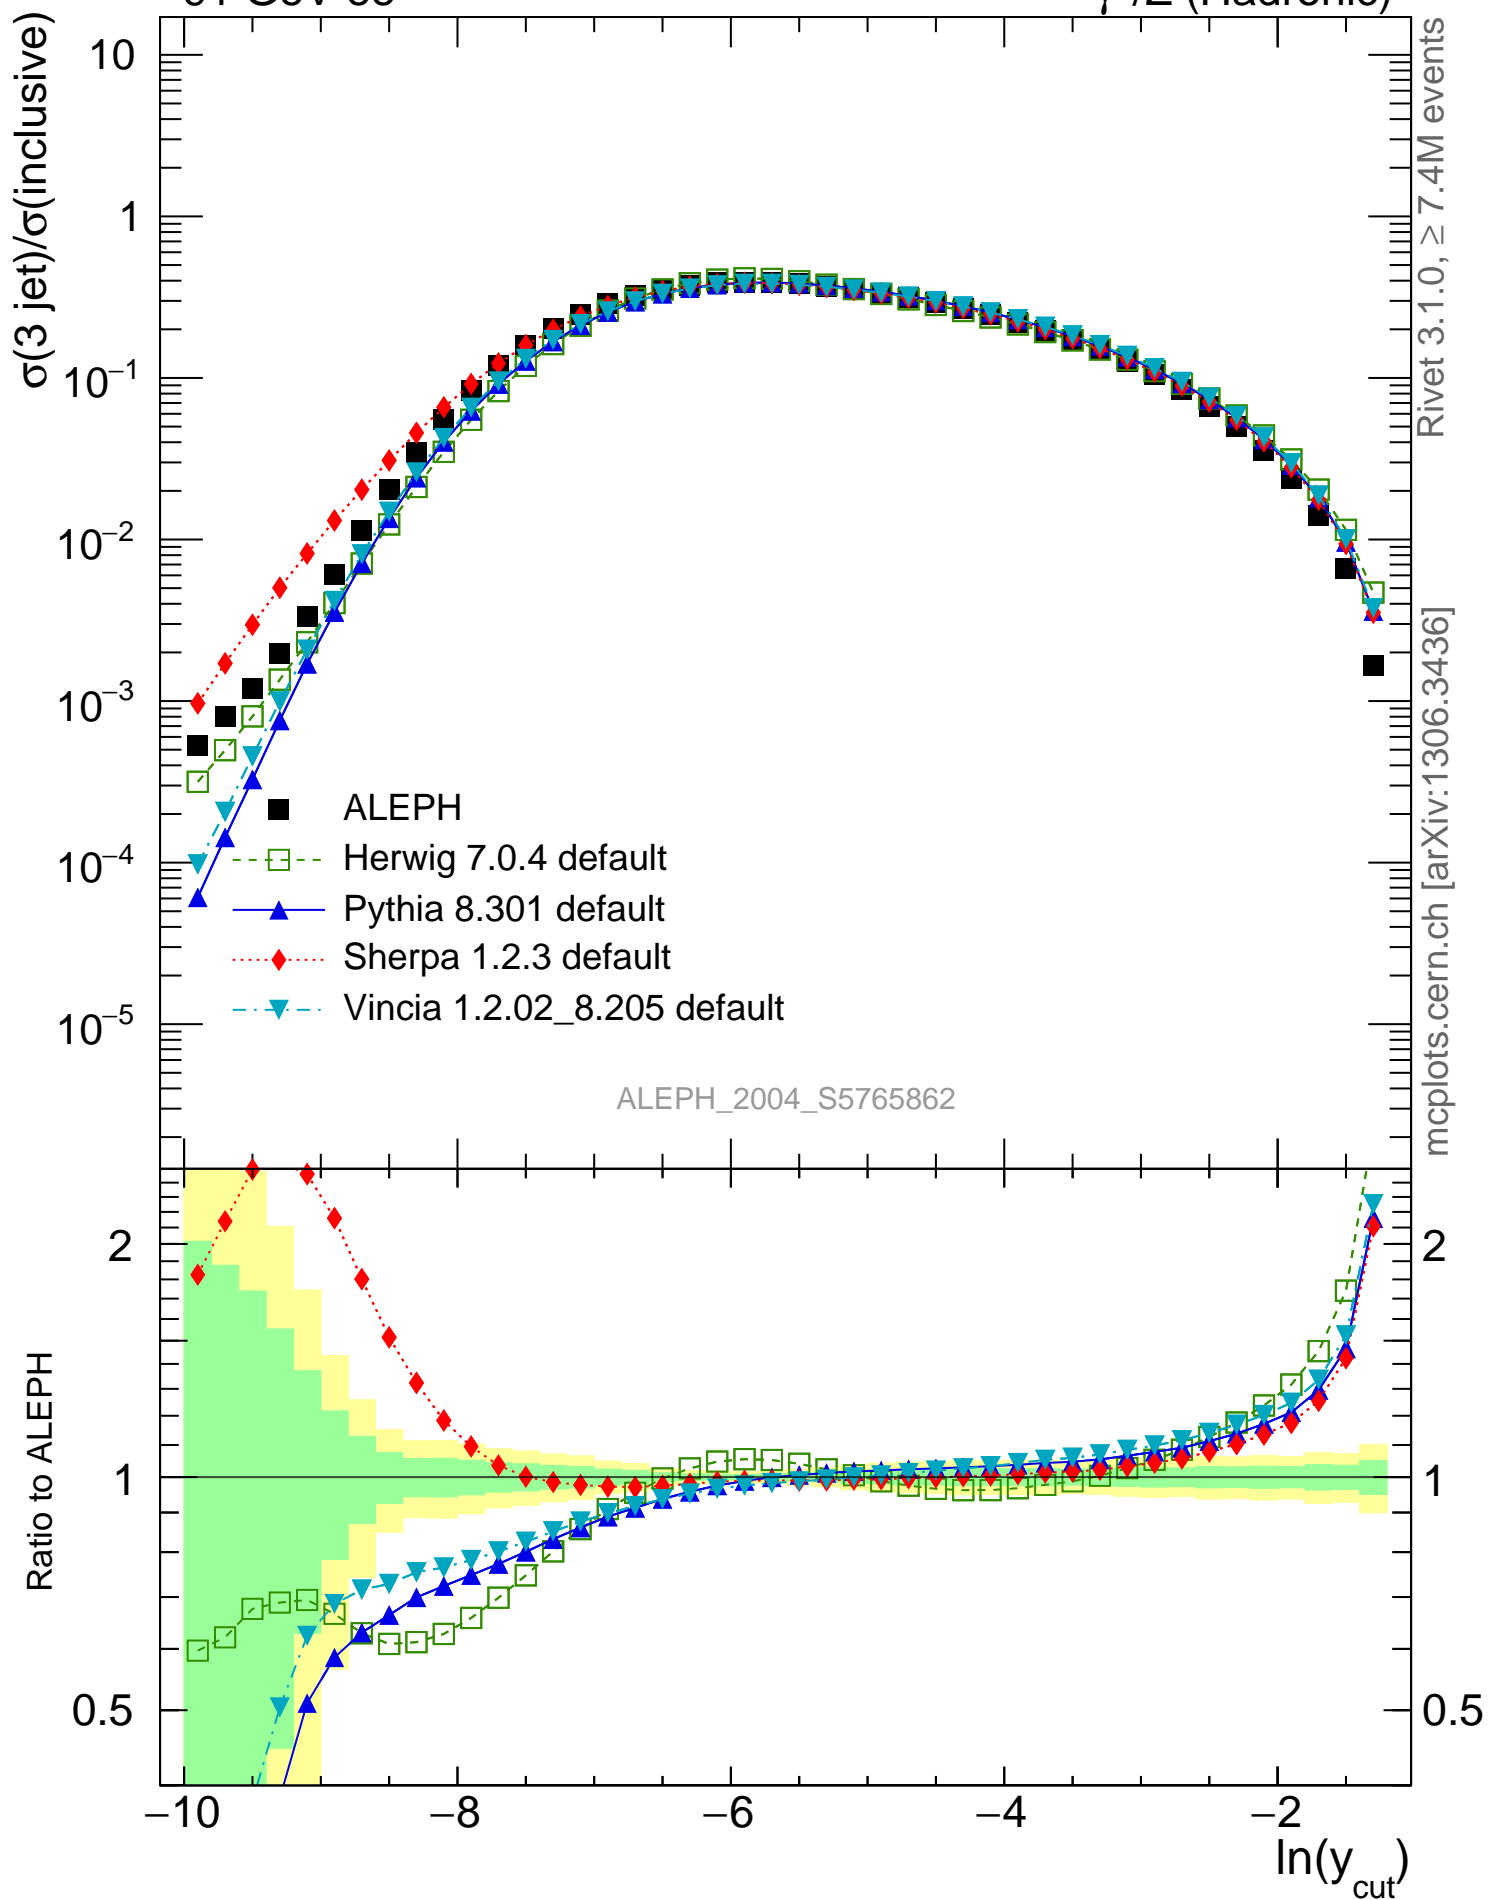 σ(3 jet)/σ(inclusive)
10
1
10⁻¹
10⁻²
10⁻³
10⁻⁴
10⁻⁵
ALEPH
Herwig 7.0.4 default
Pythia 8.301 default
Sherpa 1.2.3 default
Vincia 1.2.02_8.205 default
ALEPH_2004_S5765862
Rivet 3.1.0, ≥ 7.4M events
mcplots.cern.ch [arXiv:1306.3436]
Ratio to ALEPH
2
1
0.5
2
1
0.5
−10 −8 −6 −4 −2
ln(y_cut)